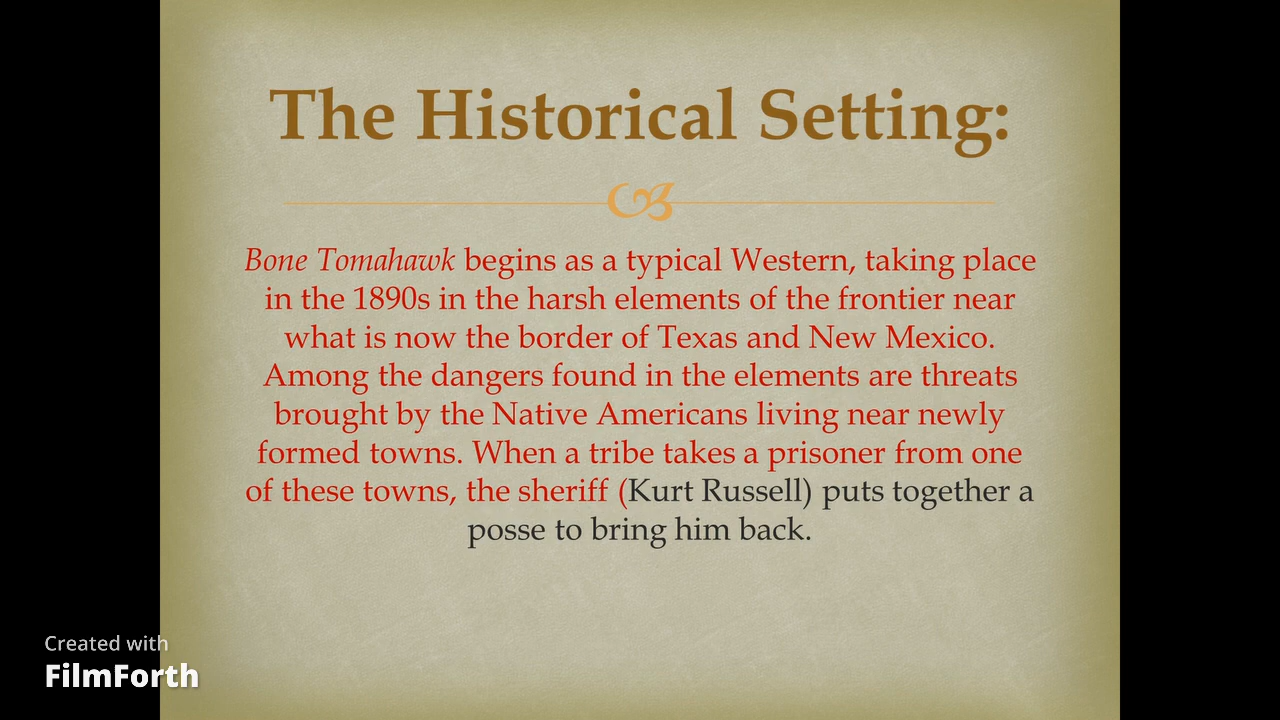 The Historical Setting:
Bone Tomahawk begins as a typical Western, taking place
in the 1890s in the harsh elements of the frontier near
what is now the border of Texas and New Mexico.
Among the dangers found in the elements are threats
brought by the Native Americans living near newly
formed towns. When a tribe takes a prisoner from one
of these towns, the sheriff (Kurt Russell) puts together a
posse to bring him back.
Created with
FilmForth